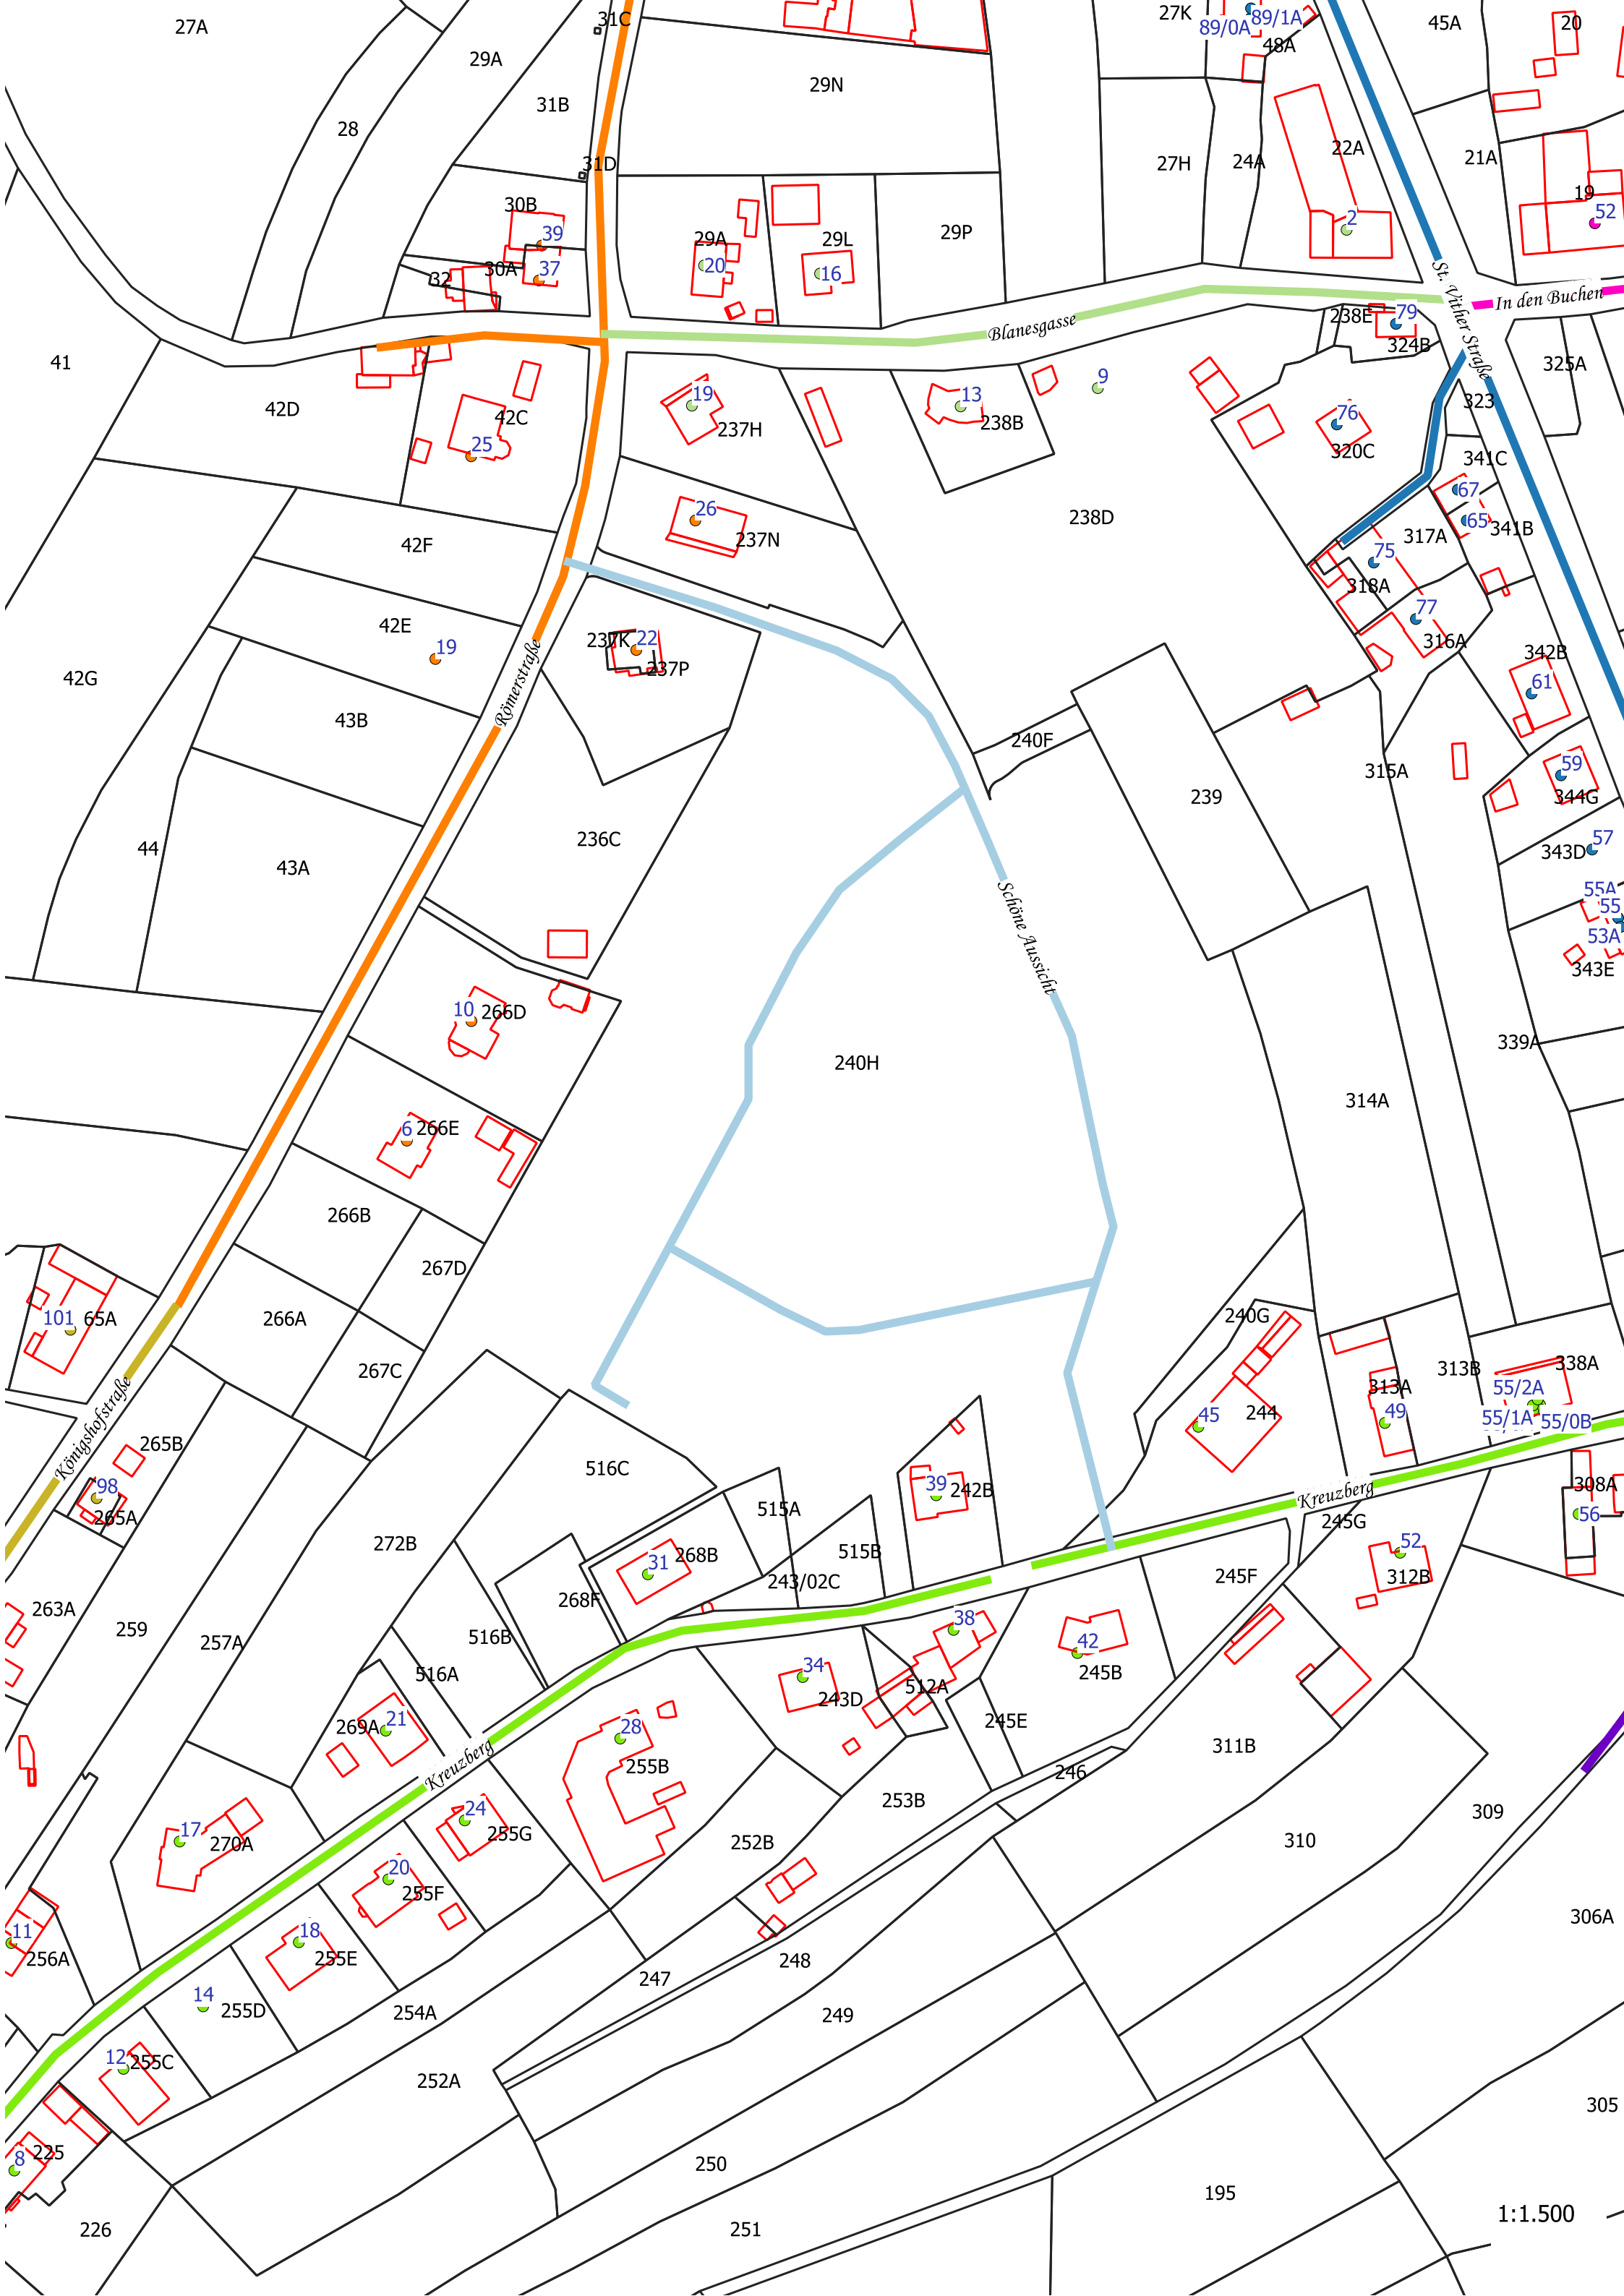 27A
31C
27K
89/1A
89/0A
48A
45A
20
29A
29N
31B
28
22A
27H
24A
21A
31D
19
52
30B
2
39
29A
29L
29P
20
16
30A
37
32
St. Vither Straße
In den Buchen
238E
79
324B
Blanesgasse
41
325A
42D
42C
25
19
237H
13
238B
9
76
320C
323
341C
67
65
341B
26
237N
238D
317A
75
318A
42F
42E
19
77
316A
237K
22
237P
342B
61
42G
Römerstraße
43B
240F
59
344G
315A
239
44
43A
236C
57
343D
55A
55
53A
343E
Schöne Aussicht
10
266D
339A
240H
314A
6
266E
266B
267D
101
65A
266A
240G
267C
313B
338A
313A
55/2A
55/1A
55/0B
45
244
49
Königshofstraße
265B
98
265A
516C
39
242B
Kreuzberg
308A
56
515A
245G
272B
52
515B
31
268B
312B
245F
243/02C
263A
268F
259
257A
516B
38
42
245B
34
243D
512A
516A
269A
21
245E
28
Kreuzberg
255B
311B
246
253B
24
255G
309
17
270A
252B
310
20
255F
306A
11
256A
18
255E
248
247
14
255D
254A
249
12
255C
252A
305
8
225
250
195
1:1.500
226
251